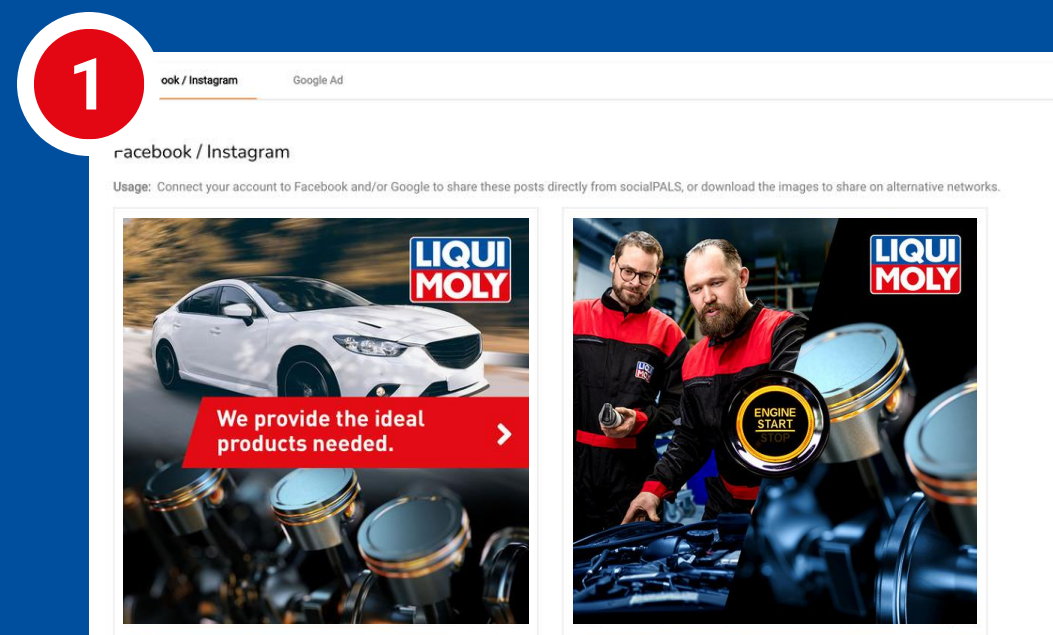 1
ook / Instagram
Google Ad
Facebook / Instagram
Usage: Connect your account to Facebook and/or Google to share these posts directly from socialPALS, or download the images to share on alternative networks.
LIQUI
MOLY
We provide the ideal
products needed.
LIQUI
MOLY
LIQUI
MOLY
ENGINE
START
STOP